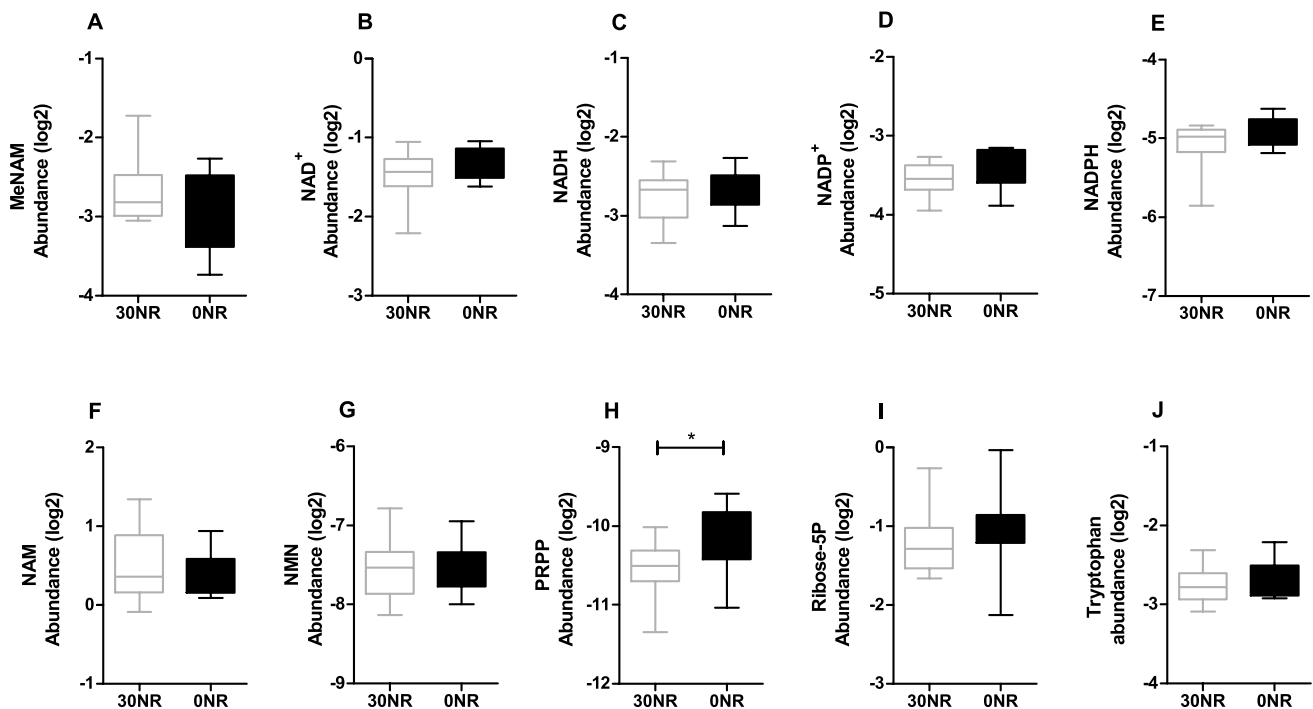 A
MeNAM
Abundance (log2)
-1
-2
-3
-4
30NR 0NR
B
NAD+
Abundance (log2)
0
-1
-2
-3
30NR 0NR
C
NADH
Abundance (log2)
-1
-2
-3
-4
30NR 0NR
D
NADP+
Abundance (log2)
-2
-3
-4
-5
30NR 0NR
E
NADPH
Abundance (log2)
-4
-5
-6
-7
30NR 0NR
F
NAM
Abundance (log2)
2
1
0
-1
30NR 0NR
G
NMN
Abundance (log2)
-6
-7
-8
-9
30NR 0NR
H
PRPP
Abundance (log2)
-9
-10
-11
-12
*
30NR 0NR
I
Ribose-5P
Abundance (log2)
0
-1
-2
-3
30NR 0NR
J
Tryptophan
abundance (log2)
-1
-2
-3
-4
30NR 0NR